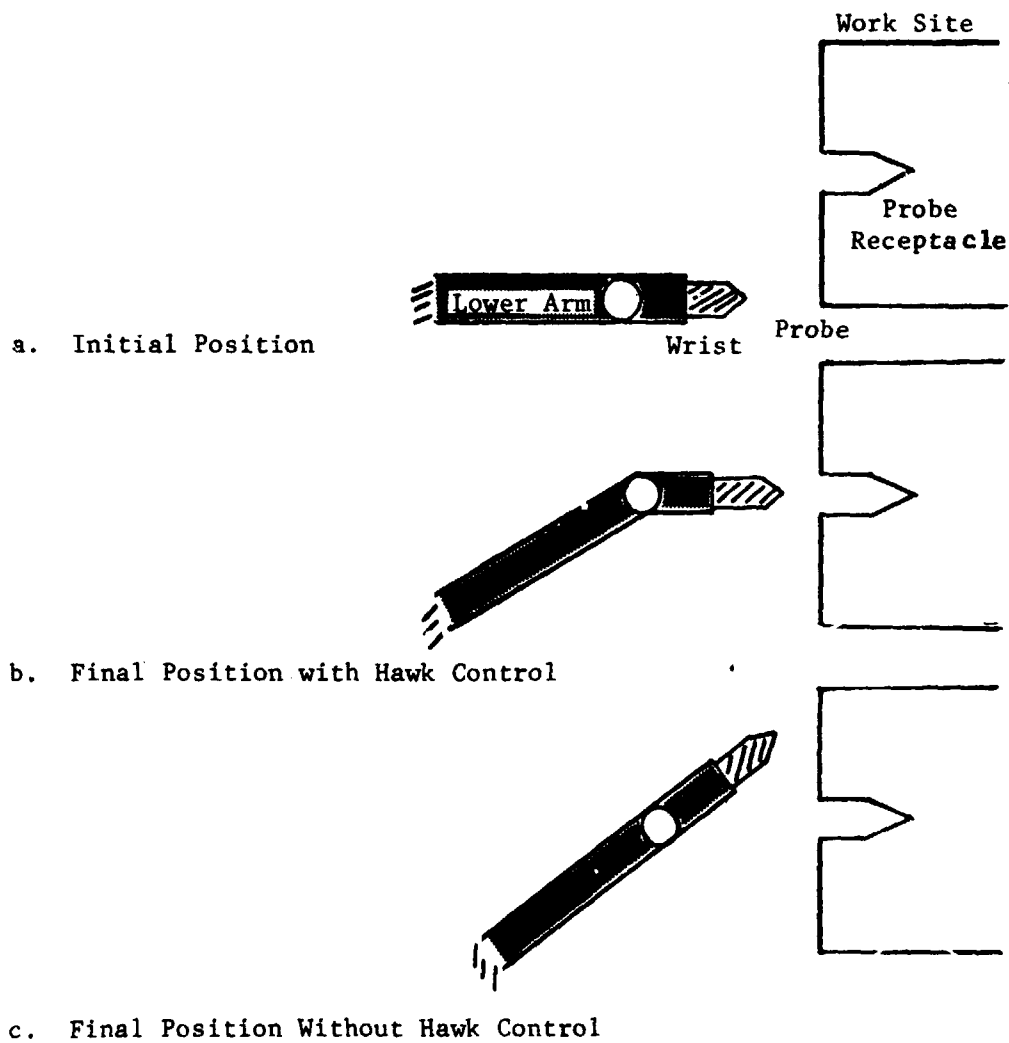 Work Site
Probe
Receptacle
Lower Arm
Probe
Wrist
a. Initial Position
b. Final Position with Hawk Control
c. Final Position Without Hawk Control